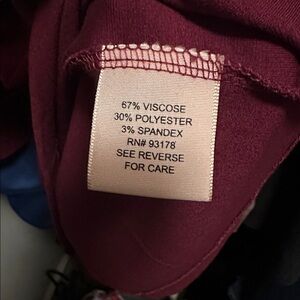 67% VISCOSE
30% POLYESTER
3% SPANDEX
RN# 93178
SEE REVERSE
FOR CARE